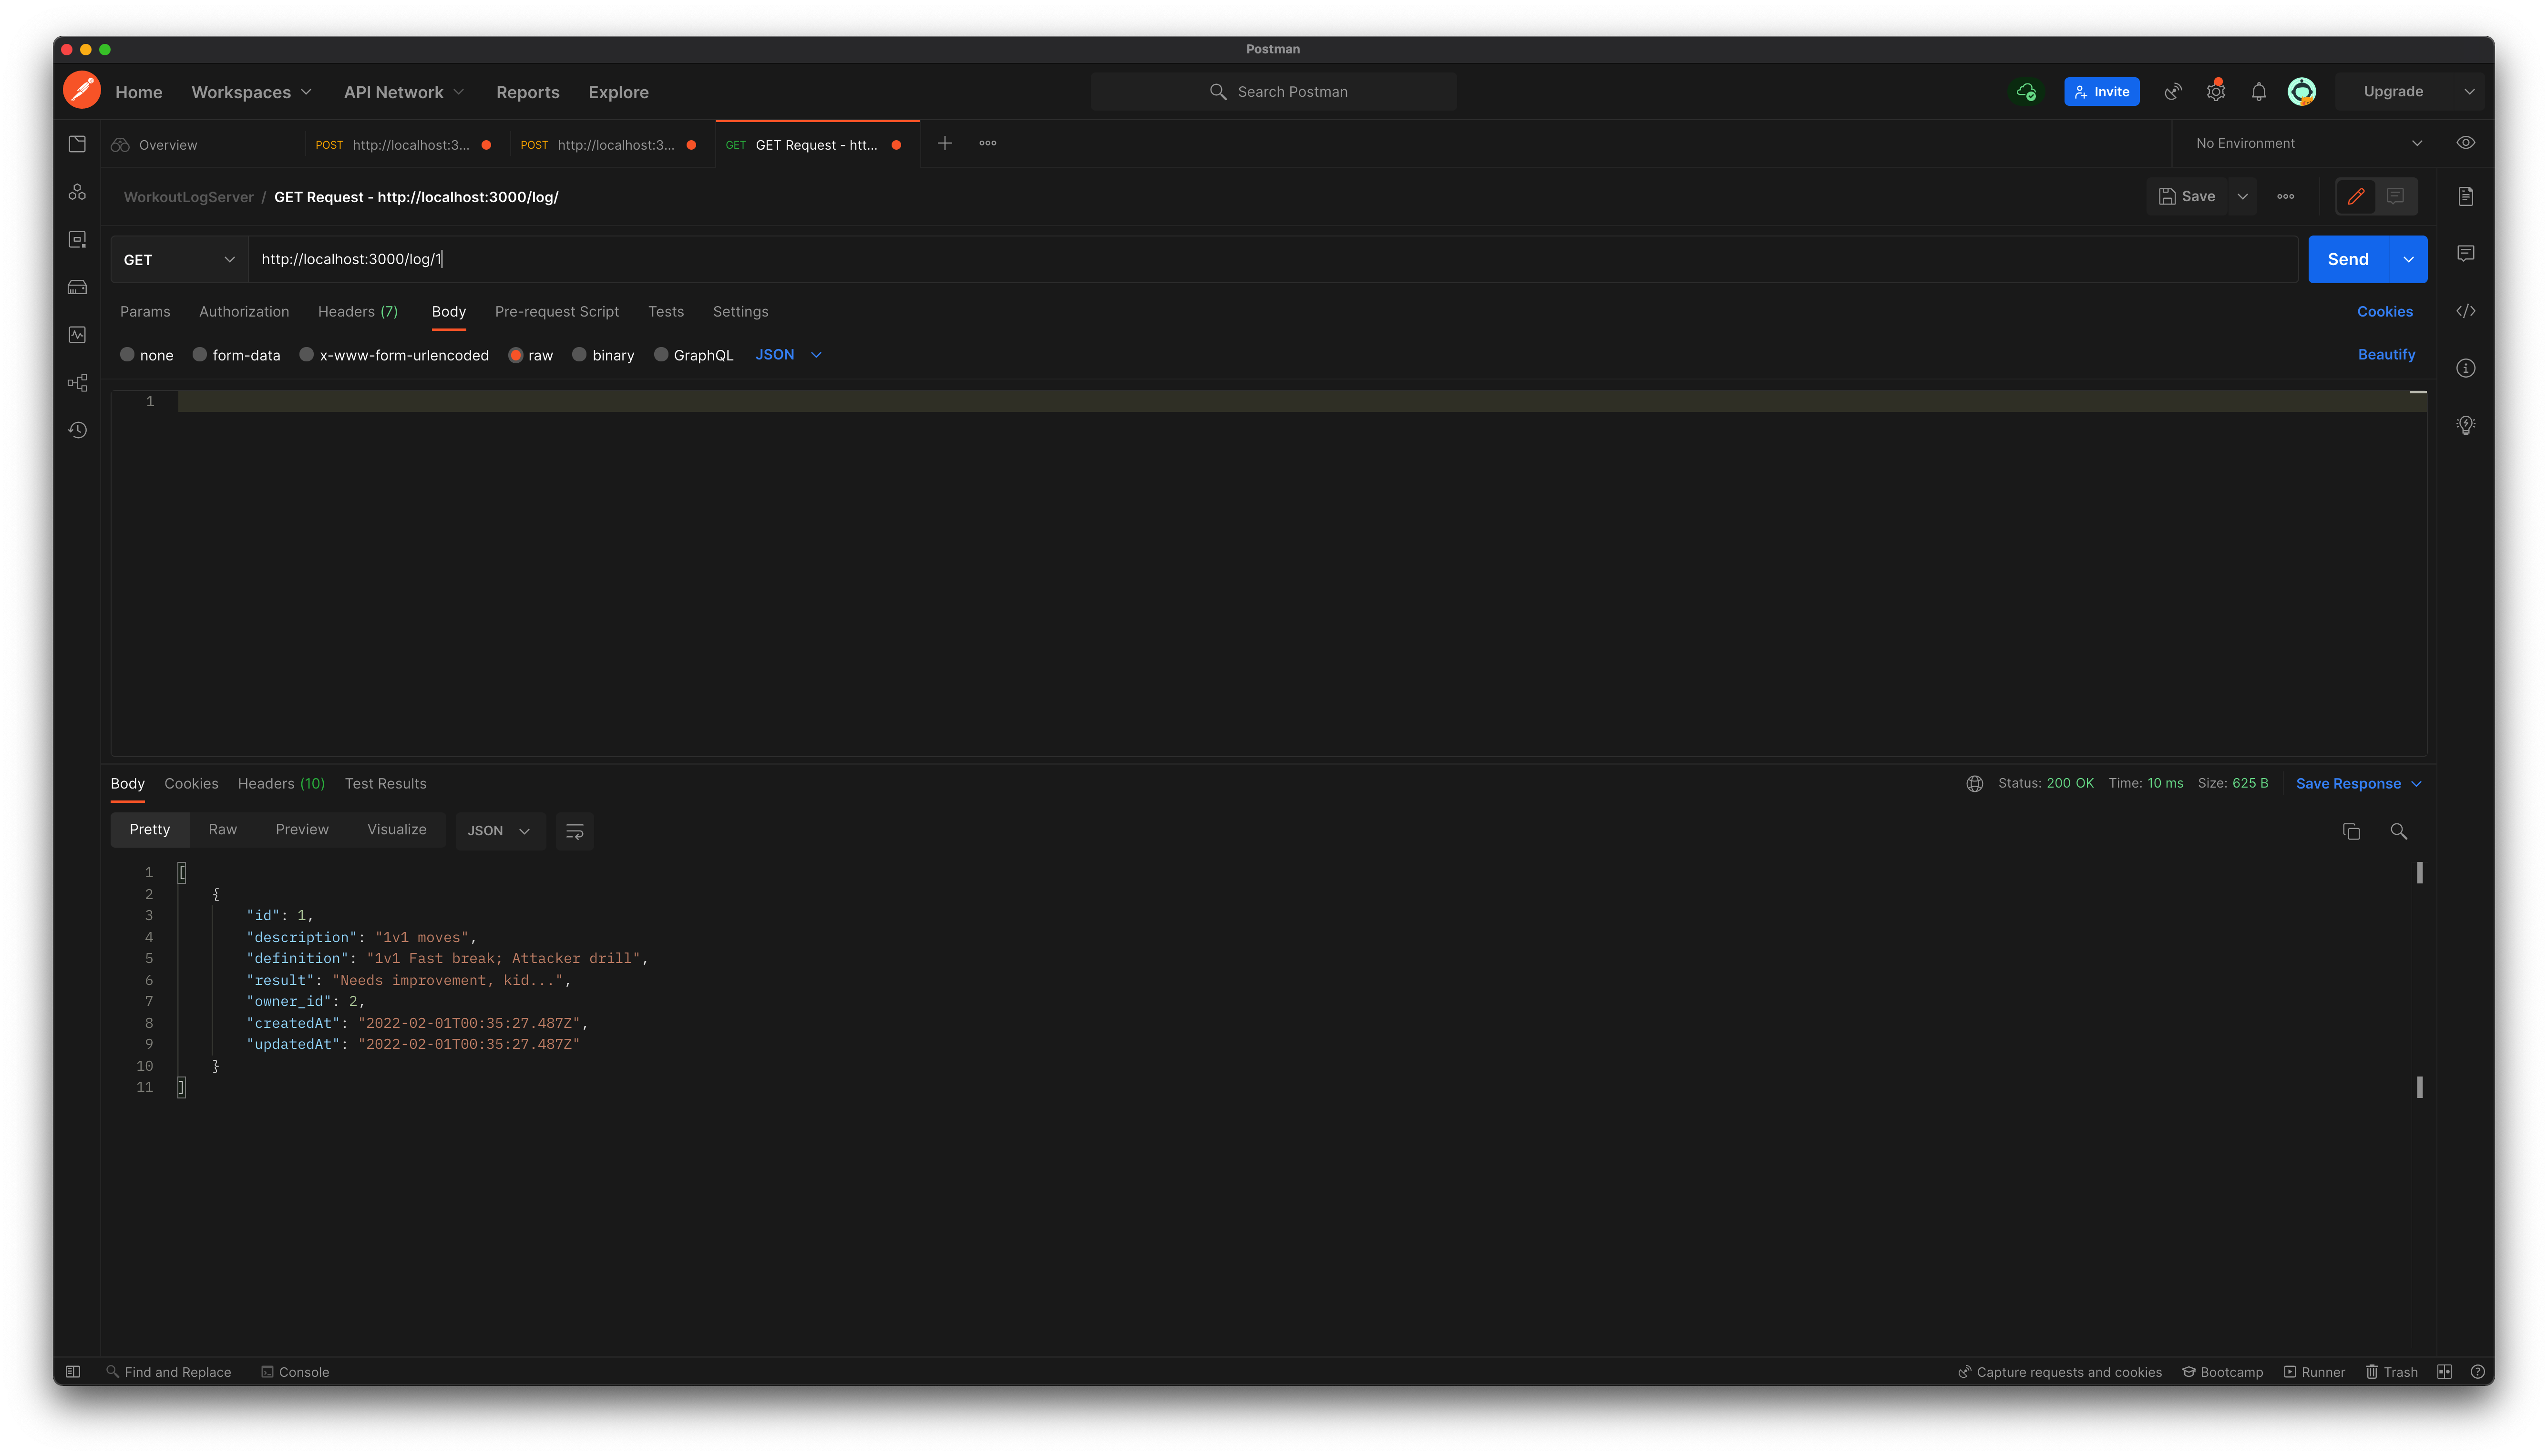 Postman
Home Workspaces API Network Reports Explore Search Postman Invite Upgrade
Overview POST http://localhost:3... POST http://localhost:3... GET GET Request - htt... No Environment
WorkoutLogServer / GET Request - http://localhost:3000/log/ Save
GET http://localhost:3000/log/1 Send
Params Authorization Headers (7) Body Pre-request Script Tests Settings Cookies
none form-data x-www-form-urlencoded raw binary GraphQL JSON Beautify
1
Body Cookies Headers (10) Test Results Status: 200 OK Time: 10 ms Size: 625 B Save Response
Pretty Raw Preview Visualize JSON
1 [
2 {
3 "id": 1,
4 "description": "1v1 moves",
5 "definition": "1v1 Fast break; Attacker drill",
6 "result": "Needs improvement, kid...",
7 "owner_id": 2,
8 "createdAt": "2022-02-01T00:35:27.487Z",
9 "updatedAt": "2022-02-01T00:35:27.487Z"
10 }
11 ]
Find and Replace Console Capture requests and cookies Bootcamp Runner Trash